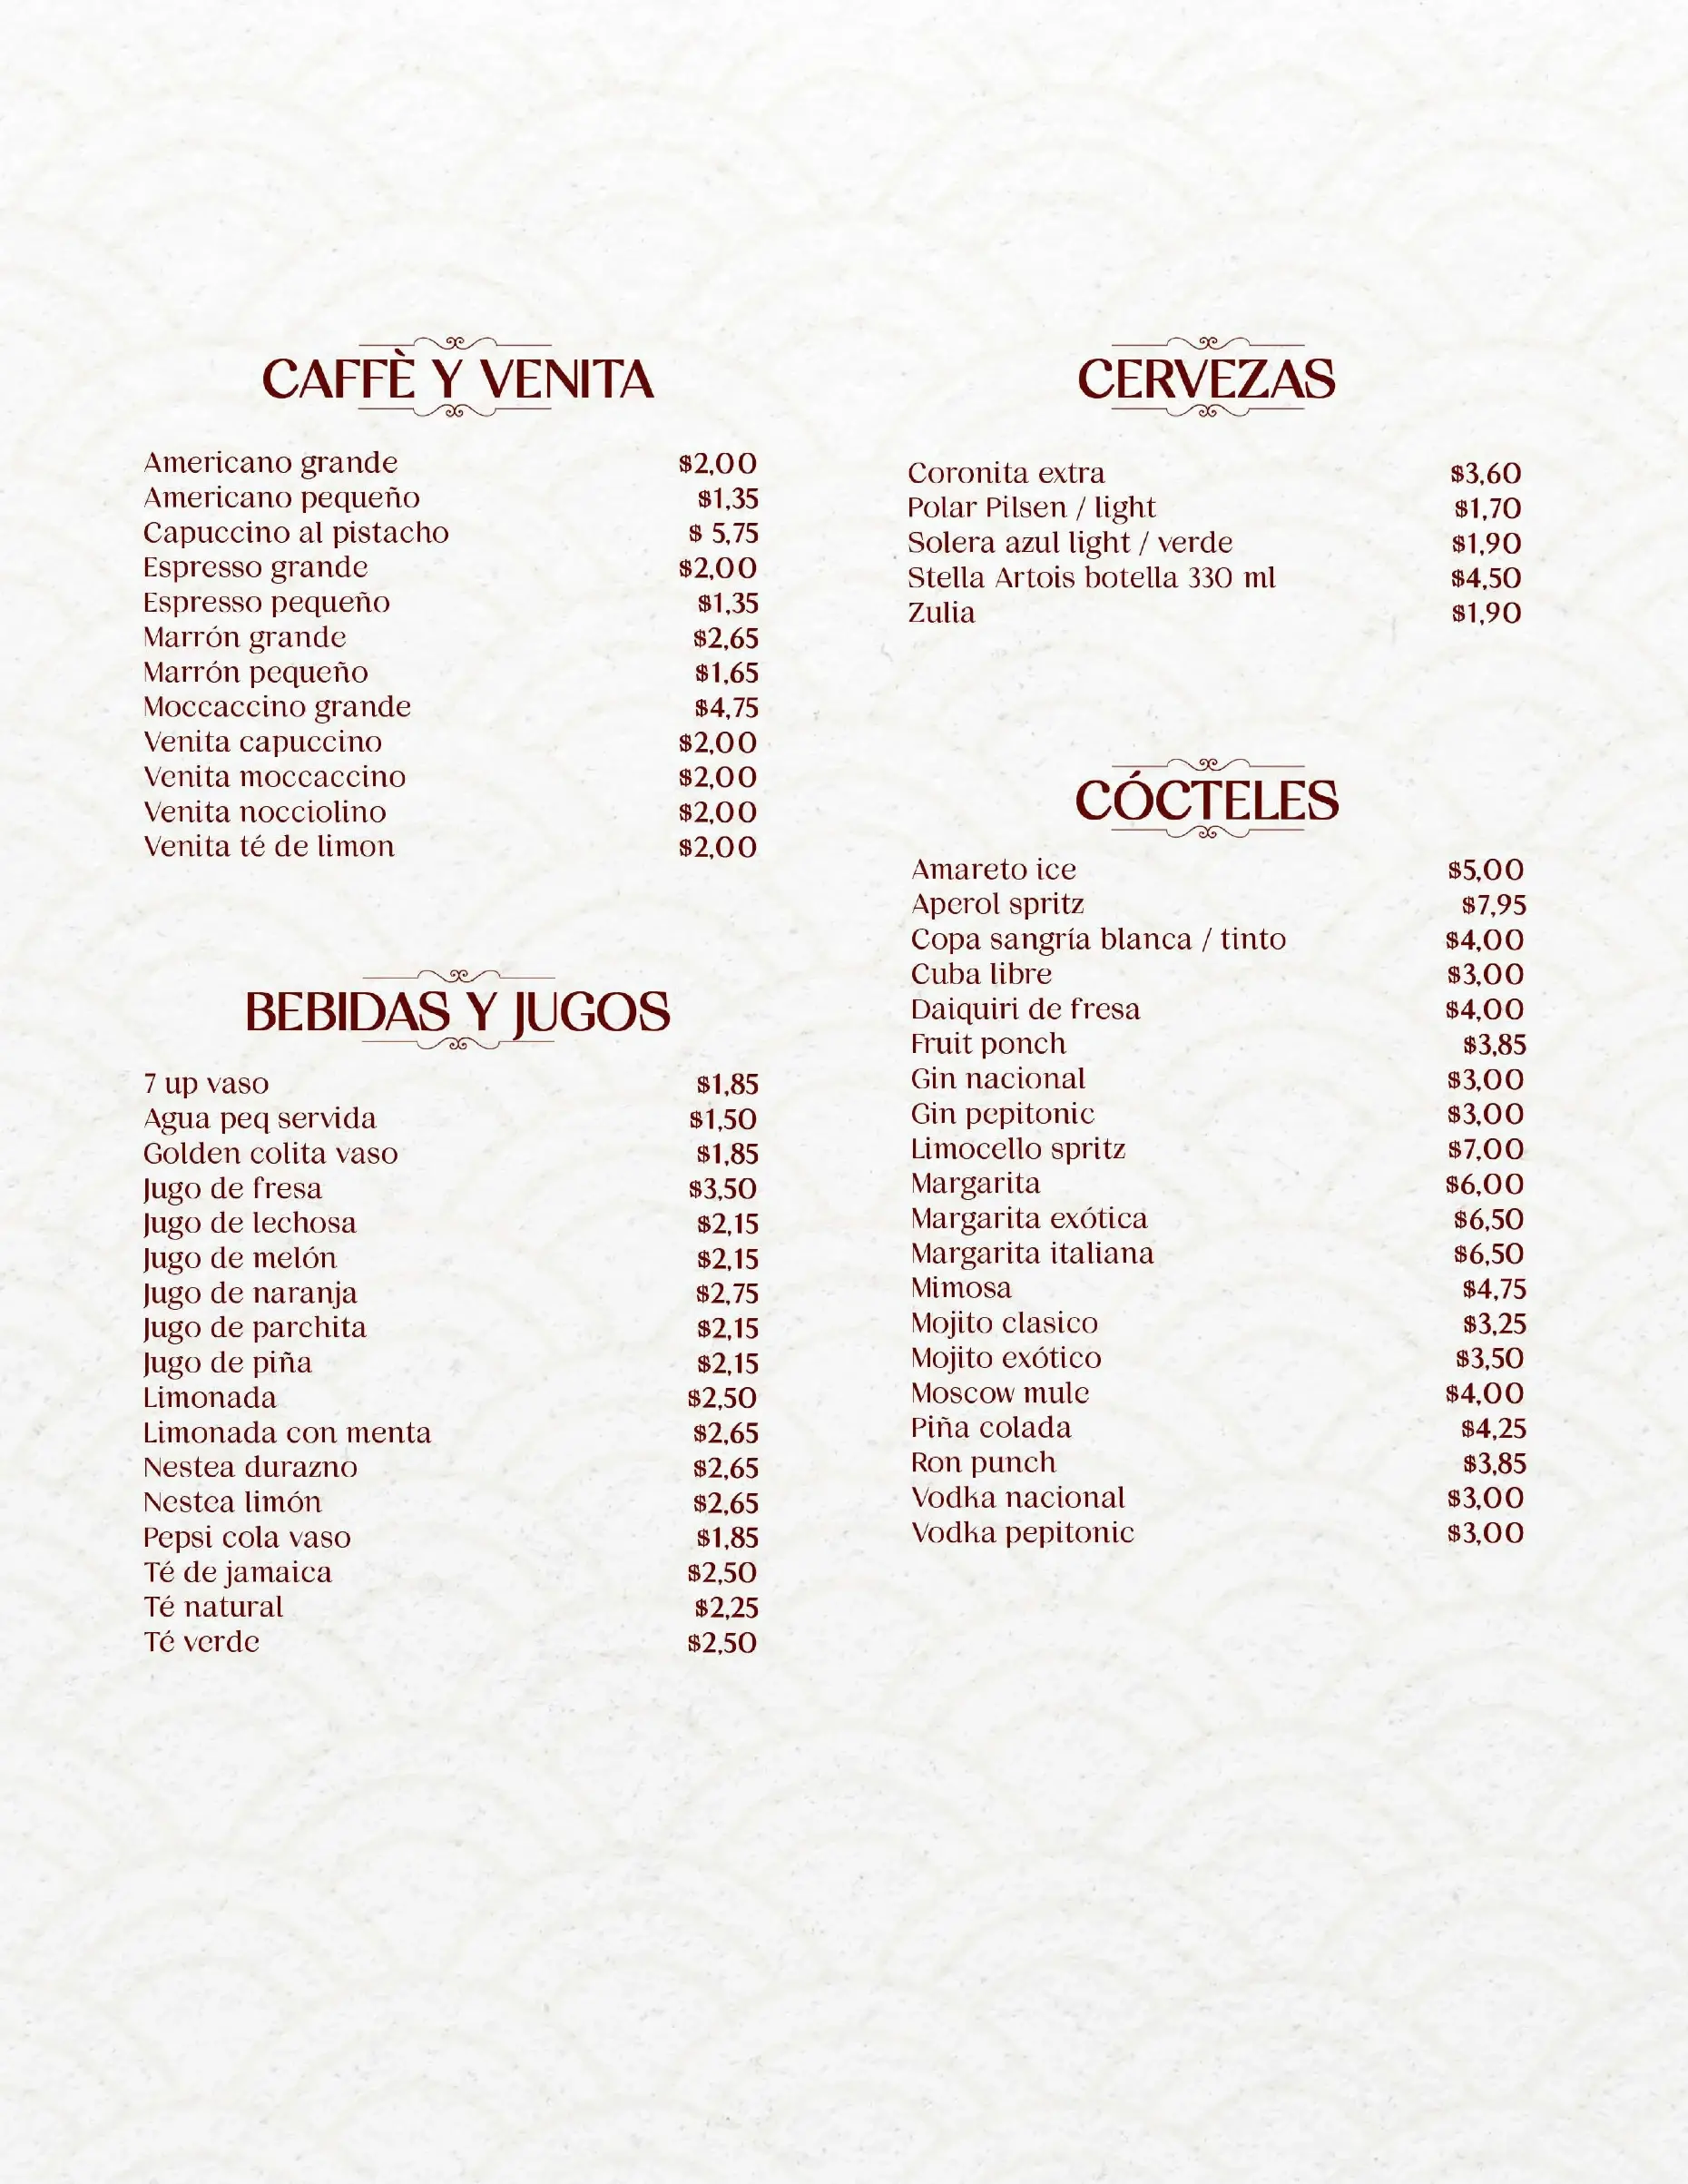 CAFFÈ Y VENITA
Americano grande $2,00
Americano pequeño $1,35
Capuccino al pistacho $ 5,75
Espresso grande $2,00
Espresso pequeño $1,35
Marrón grande $2,65
Marrón pequeño $1,65
Moccaccino grande $4,75
Venita capuccino $2,00
Venita moccaccino $2,00
Venita nocciolino $2,00
Venita té de limon $2,00
BEBIDAS Y JUGOS
7 up vaso $1,85
Agua peq servida $1,50
Golden colita vaso $1,85
Jugo de fresa $3,50
Jugo de lechosa $2,15
Jugo de melón $2,15
Jugo de naranja $2,75
Jugo de parchita $2,15
Jugo de piña $2,15
Limonada $2,50
Limonada con menta $2,65
Nestea durazno $2,65
Nestea limón $2,65
Pepsi cola vaso $1,85
Té de jamaica $2,50
Té natural $2,25
Té verde $2,50
CERVEZAS
Coronita extra $3,60
Polar Pilsen / light $1,70
Solera azul light / verde $1,90
Stella Artois botella 330 ml $4,50
Zulia $1,90
CÓCTELES
Amareto ice $5,00
Aperol spritz $7,95
Copa sangría blanca / tinto $4,00
Cuba libre $3,00
Daiquiri de fresa $4,00
Fruit ponch $3,85
Gin nacional $3,00
Gin pepitonic $3,00
Limocello spritz $7,00
Margarita $6,00
Margarita exótica $6,50
Margarita italiana $6,50
Mimosa $4,75
Mojito clasico $3,25
Mojito exótico $3,50
Moscow mule $4,00
Piña colada $4,25
Ron punch $3,85
Vodka nacional $3,00
Vodka pepitonic $3,00